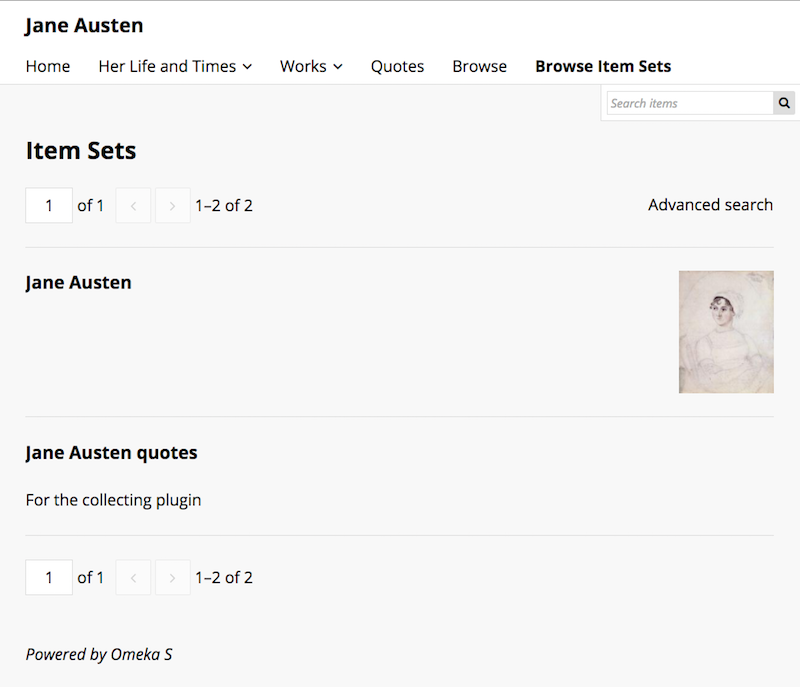 Jane Austen
Home Her Life and Times Works Quotes Browse Browse Item Sets
Search items
Item Sets
1 of 1 < > 1–2 of 2 Advanced search
Jane Austen
Jane Austen quotes
For the collecting plugin
1 of 1 < > 1–2 of 2
Powered by Omeka S